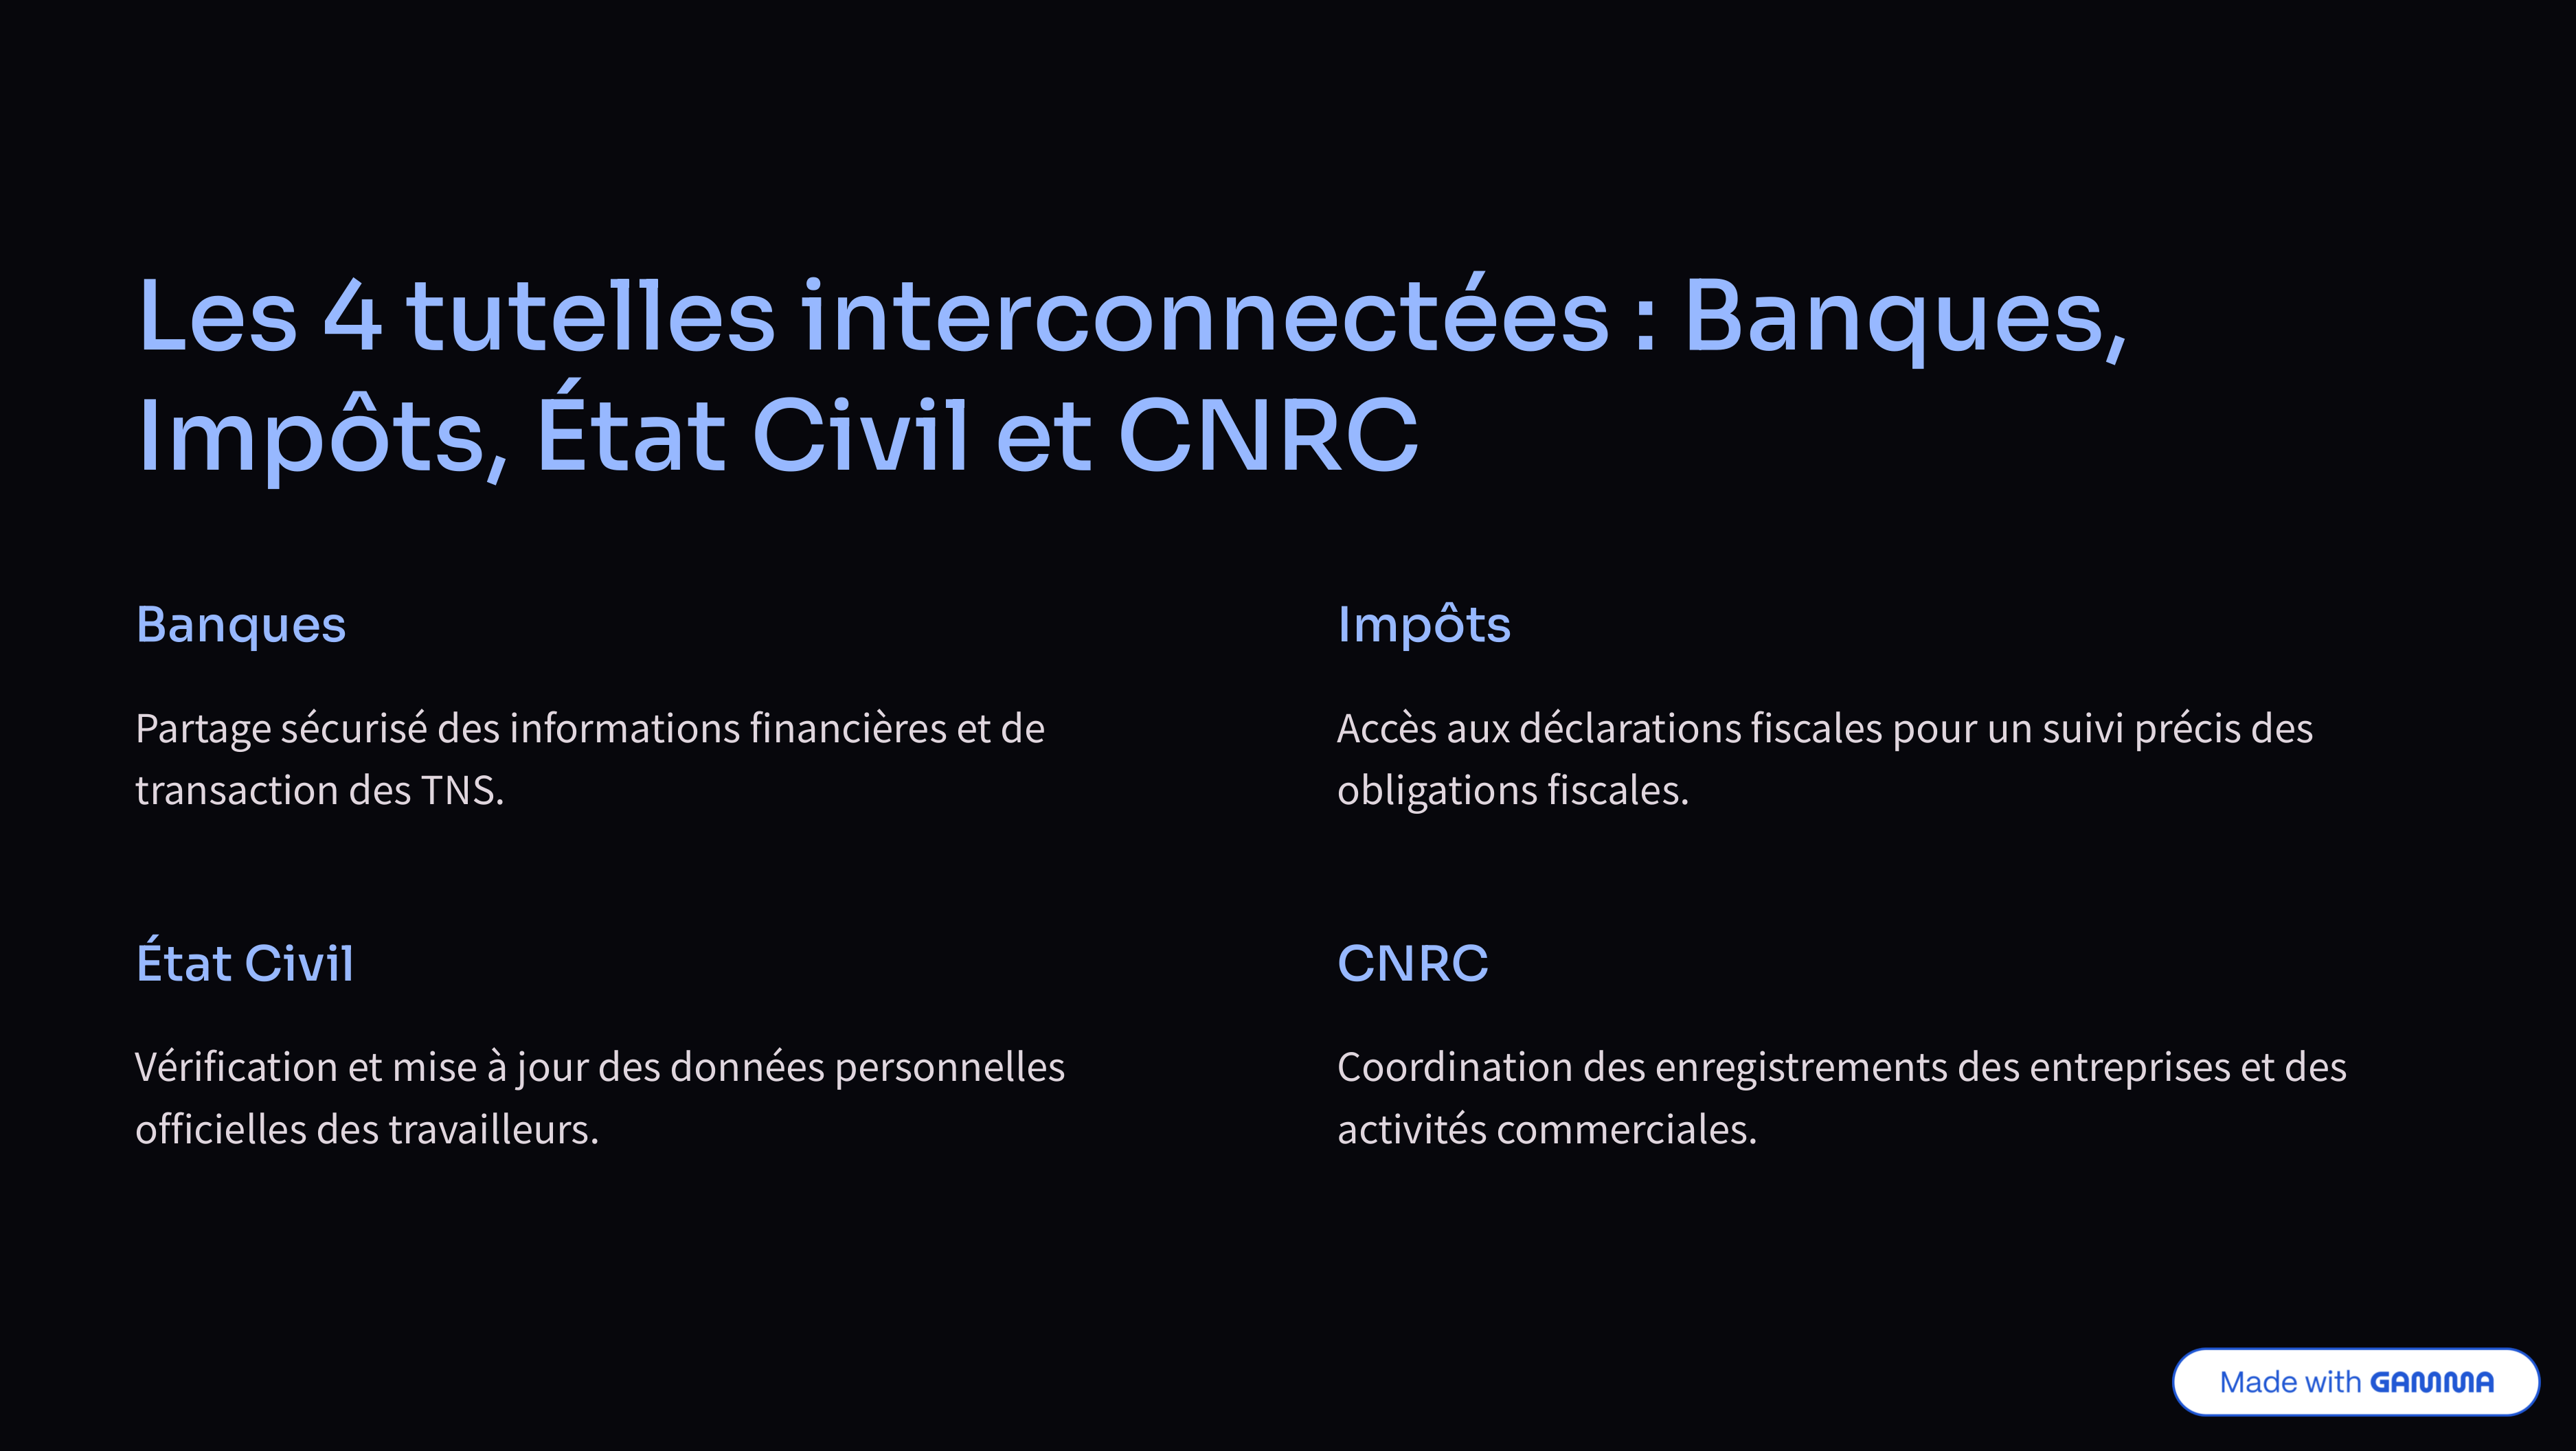 Les 4 tutelles interconnectées : Banques,
Impôts, État Civil et CNRC
Banques
Partage sécurisé des informations financières et de
transaction des TNS.
Impôts
Accès aux déclarations fiscales pour un suivi précis des
obligations fiscales.
État Civil
Vérification et mise à jour des données personnelles
officielles des travailleurs.
CNRC
Coordination des enregistrements des entreprises et des
activités commerciales.
Made with GAMMA